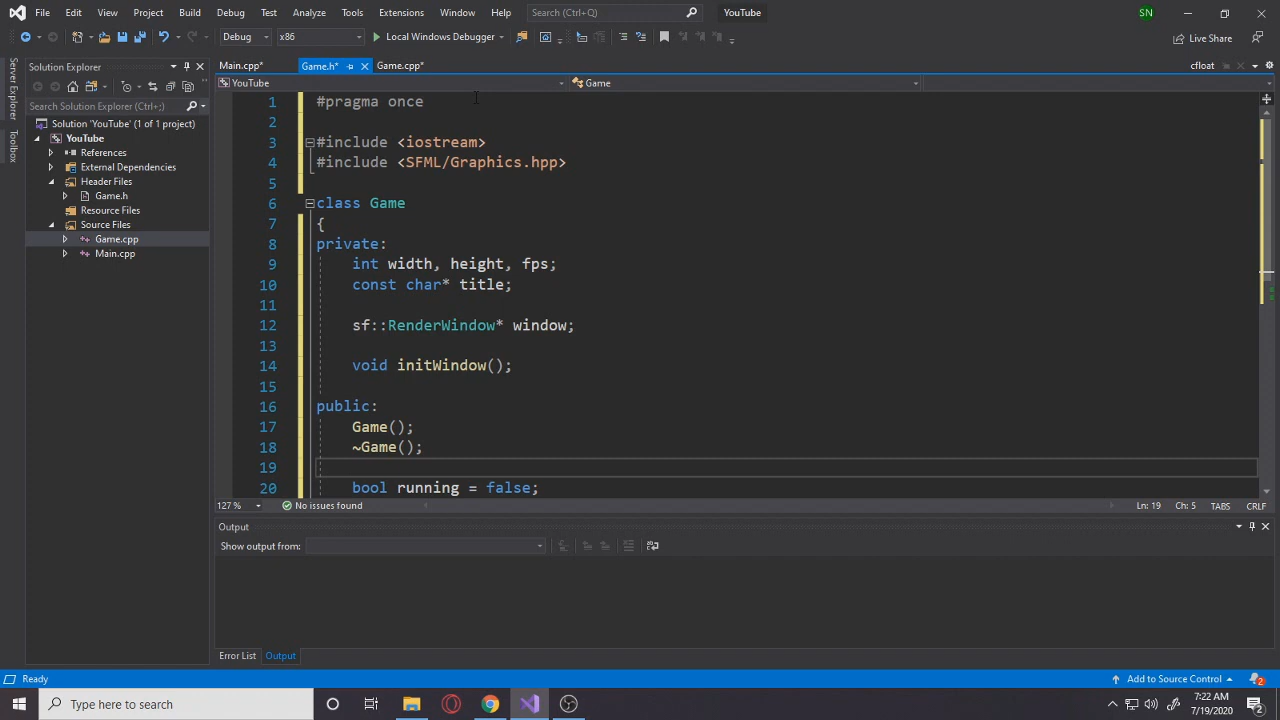 File Edit View Project Build Debug Test Analyze Tools Extensions Window Help Search (Ctrl+Q) YouTube SN
Debug x86 Local Windows Debugger Live Share
Server Explorer
Toolbox
Solution Explorer
Search Solution Explorer (Ctrl+;)
Solution 'YouTube' (1 of 1 project)
YouTube
References
External Dependencies
Header Files
Game.h
Resource Files
Source Files
Game.cpp
Main.cpp
Main.cpp* Game.h* Game.cpp* cfloat
YouTube Game
1 #pragma once
2
3 #include <iostream>
4 #include <SFML/Graphics.hpp>
5
6 class Game
7 {
8 private:
9 int width, height, fps;
10 const char* title;
11
12 sf::RenderWindow* window;
13
14 void initWindow();
15
16 public:
17 Game();
18 ~Game();
19
20 bool running = false;
127 % No issues found Ln: 19 Ch: 5 TABS CRLF
Output
Show output from:
Error List Output
Ready Add to Source Control 2
Type here to search
7:22 AM
7/19/2020
2